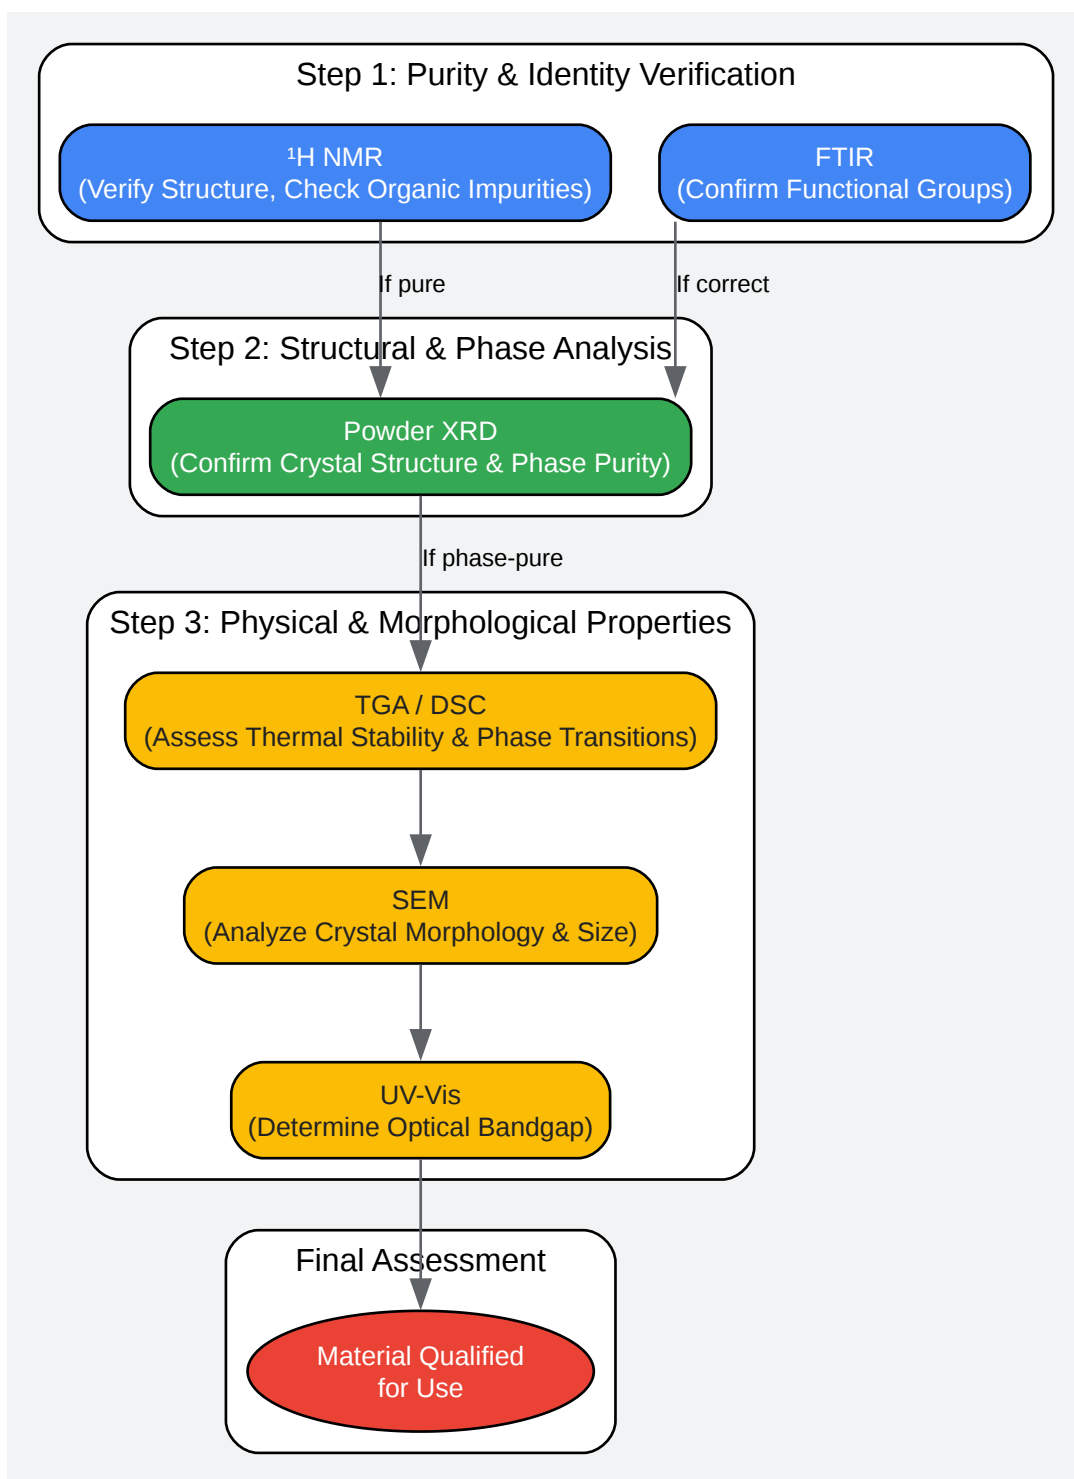 Step 1: Purity & Identity Verification
¹H NMR
(Verify Structure, Check Organic Impurities)
FTIR
(Confirm Functional Groups)
If pure
If correct
Step 2: Structural & Phase Analysis
Powder XRD
(Confirm Crystal Structure & Phase Purity)
If phase-pure
Step 3: Physical & Morphological Properties
TGA / DSC
(Assess Thermal Stability & Phase Transitions)
SEM
(Analyze Crystal Morphology & Size)
UV-Vis
(Determine Optical Bandgap)
Final Assessment
Material Qualified
for Use